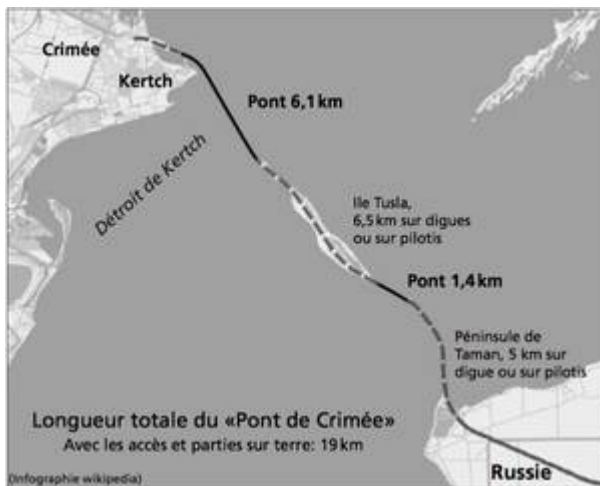 Crimée
Kertch
Pont 6,1 km
Détroit de Kertch
Ile Tusla,
6,5 km sur digues
ou sur pilotis
Pont 1,4 km
Péninsule de
Taman, 5 km sur
digue ou sur pilotis
Longueur totale du «Pont de Crimée»
Avec les accès et parties sur terre: 19 km
(Infographie wikipedia)
Russie